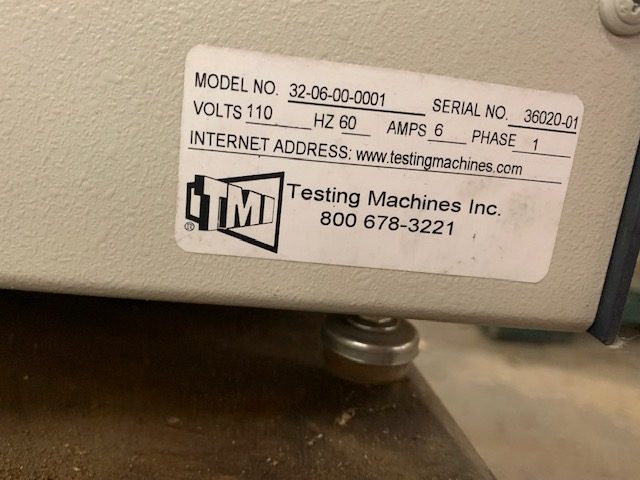 MODEL NO. 32-06-00-0001 SERIAL NO. 36020-01
VOLTS 110 HZ 60 AMPS 6 PHASE 1
INTERNET ADDRESS: www.testingmachines.com
TMI Testing Machines Inc.
® 800 678-3221